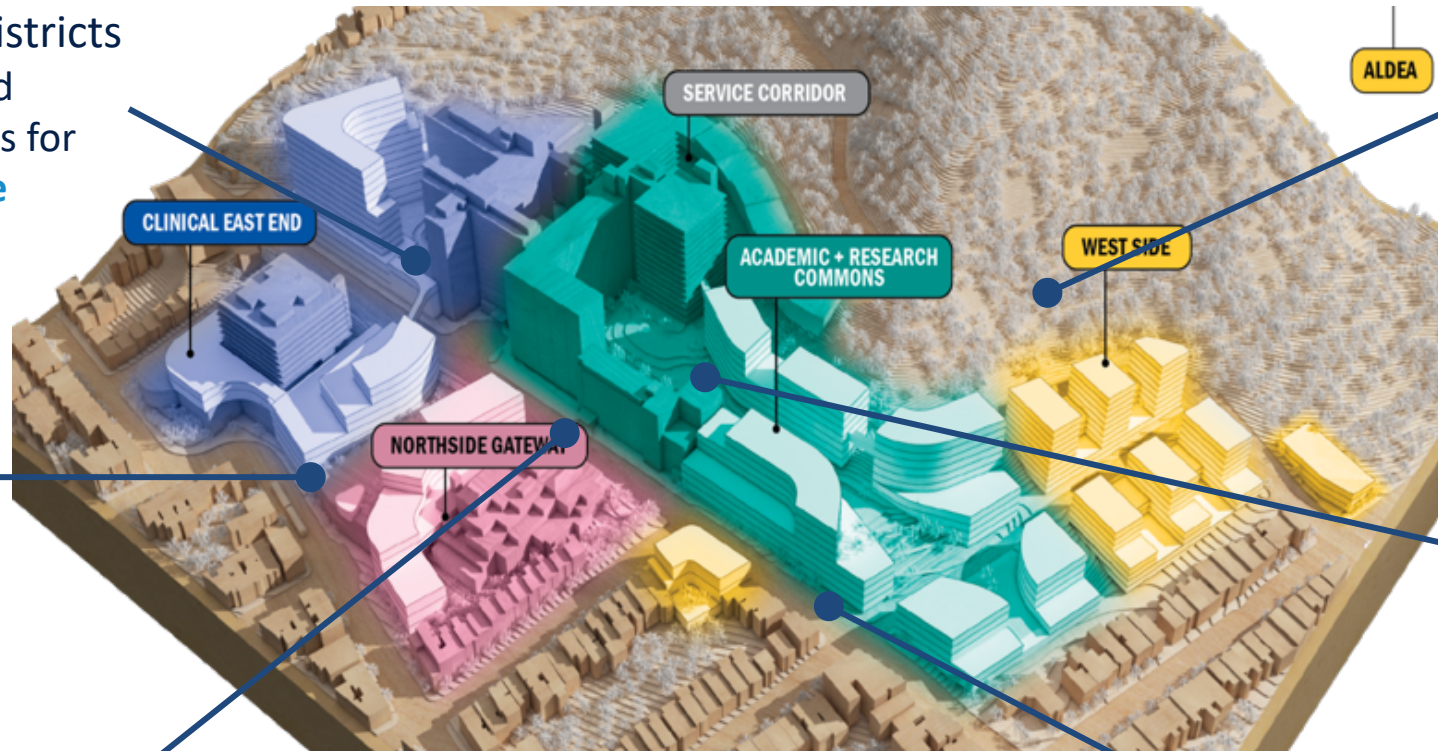 istricts
d
s for
e
ALDEA
SERVICE CORRIDOR
CLINICAL EAST END
ACADEMIC + RESEARCH
COMMONS
WEST SIDE
NORTHSIDE GATEWAY